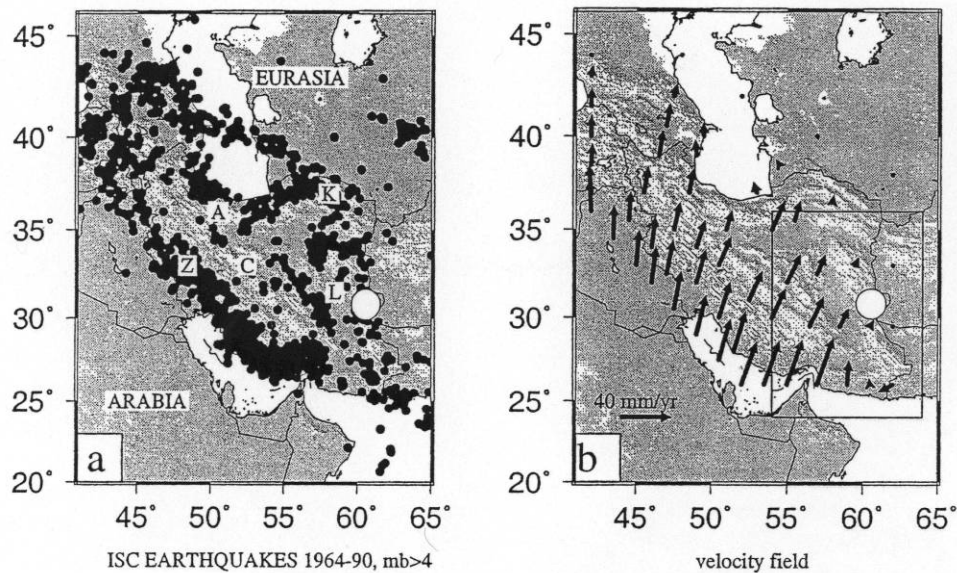 45˚
40˚
35˚
30˚
25˚
20˚
EURASIA
K
A
Z
C
L
ARABIA
a
45˚
50˚
55˚
60˚
65˚
ISC EARTHQUAKES 1964-90, mb>4
45˚
40˚
35˚
30˚
25˚
20˚
40 mm/yr
b
45˚
50˚
55˚
60˚
65˚
velocity field